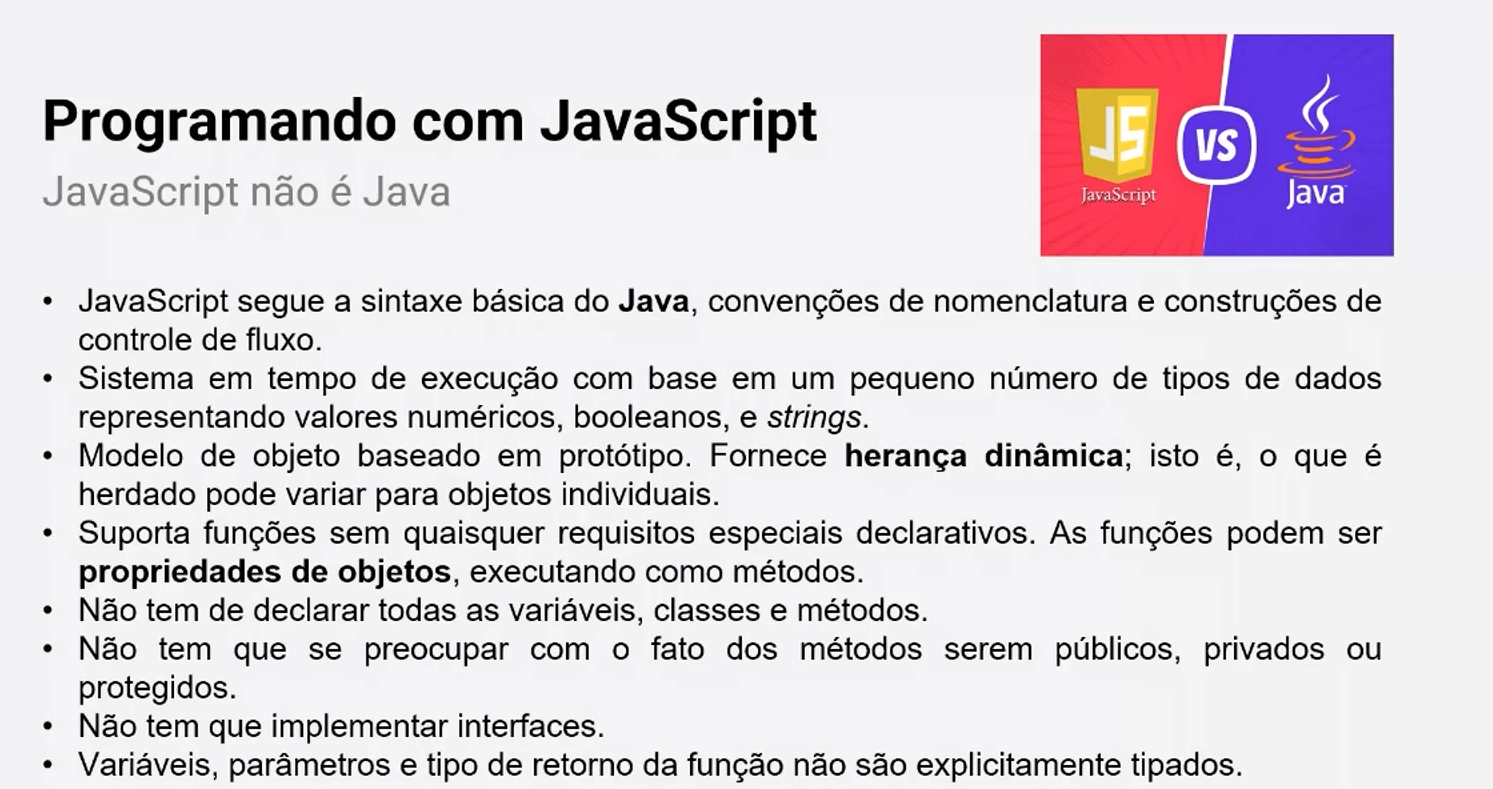 Programando com JavaScript
JavaScript não é Java
JS
JavaScript
VS
Java
• JavaScript segue a sintaxe básica do Java, convenções de nomenclatura e construções de
controle de fluxo.
• Sistema em tempo de execução com base em um pequeno número de tipos de dados
representando valores numéricos, booleanos, e strings.
• Modelo de objeto baseado em protótipo. Fornece herança dinâmica; isto é, o que é
herdado pode variar para objetos individuais.
• Suporta funções sem quaisquer requisitos especiais declarativos. As funções podem ser
propriedades de objetos, executando como métodos.
• Não tem de declarar todas as variáveis, classes e métodos.
• Não tem que se preocupar com o fato dos métodos serem públicos, privados ou
protegidos.
• Não tem que implementar interfaces.
• Variáveis, parâmetros e tipo de retorno da função não são explicitamente tipados.